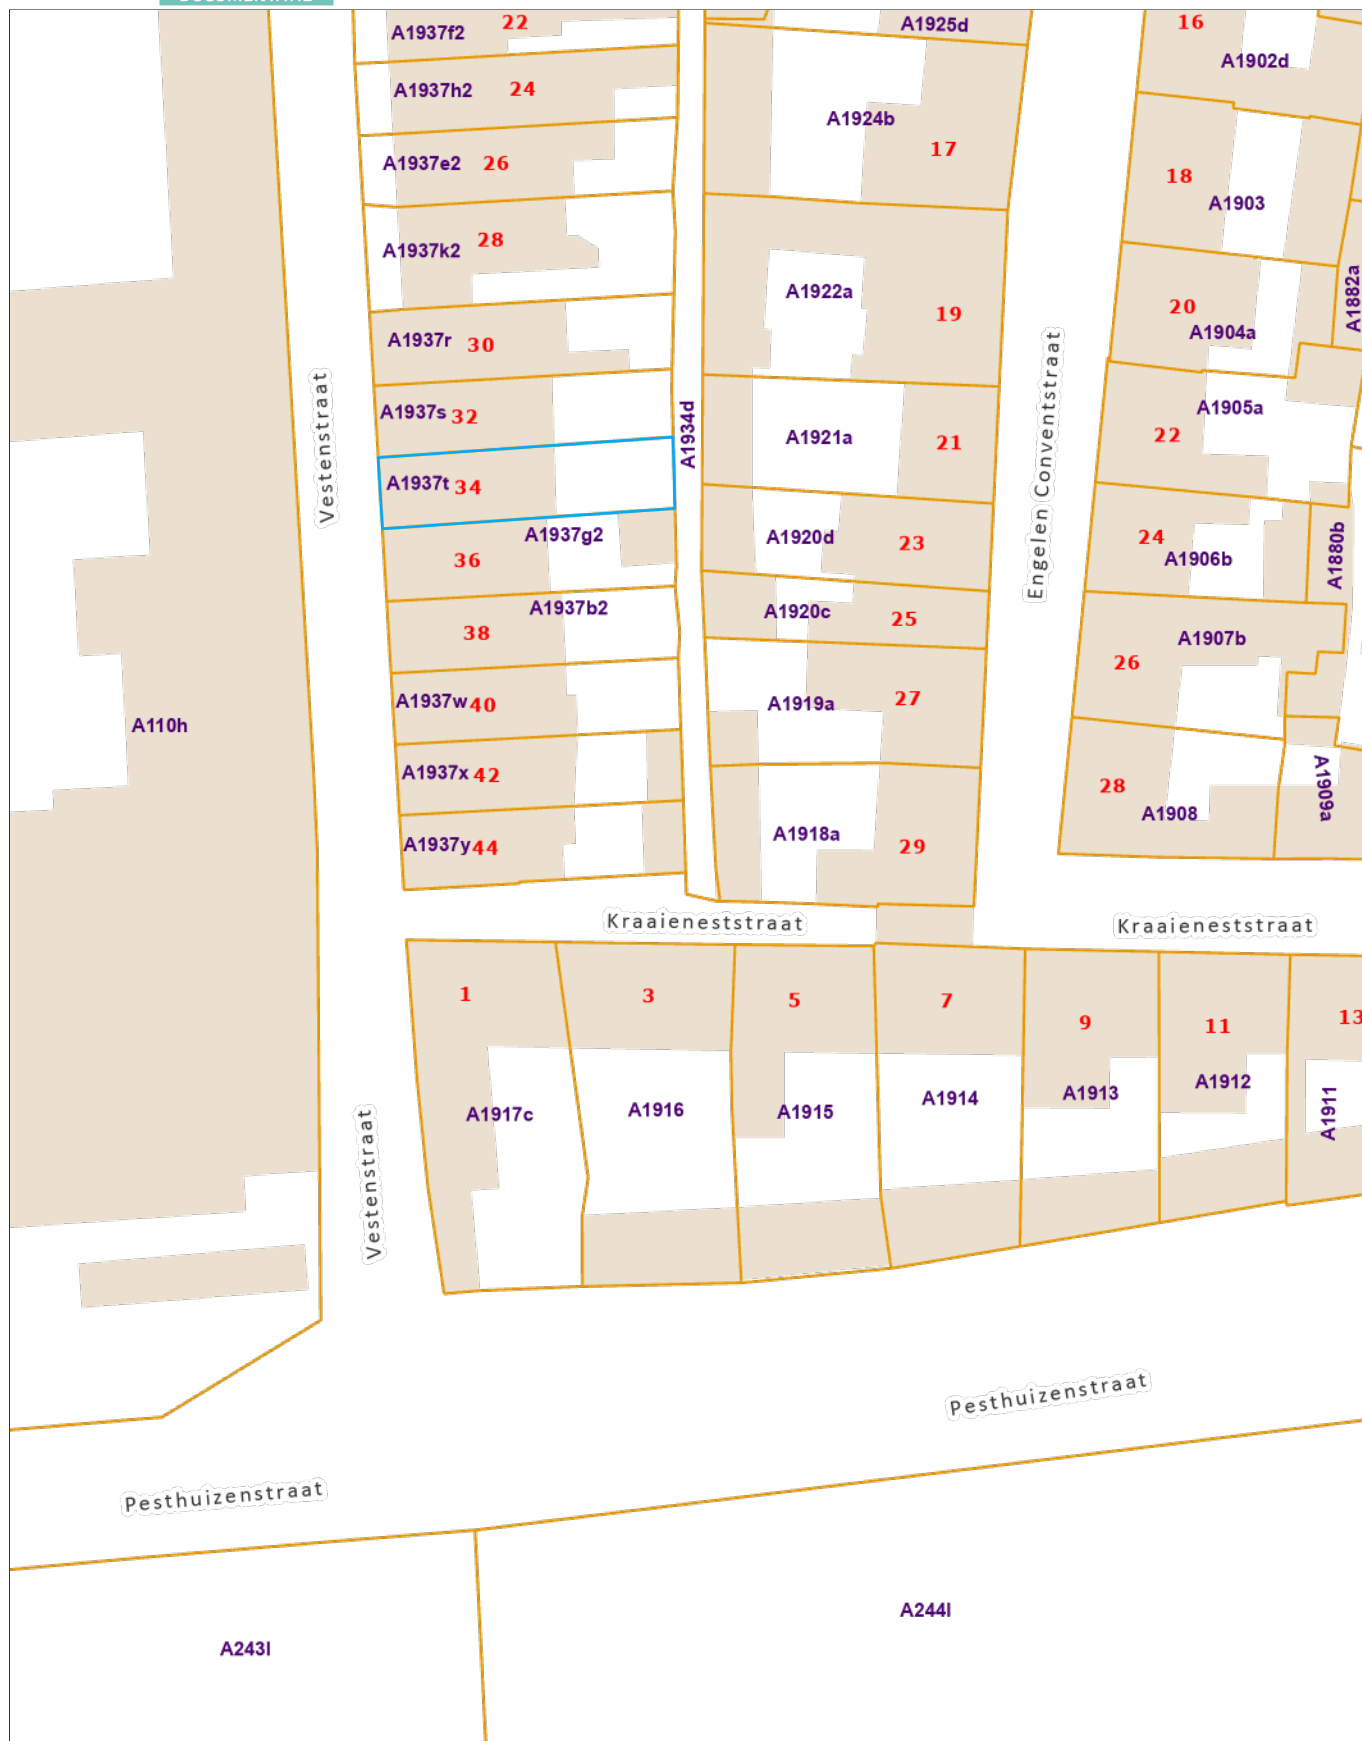 22
A1937f2
A1925d
16
A1902d
A1937h2
24
A1924b
17
A1937e2
26
18
A1903
A1937k2
28
A1922a
19
20
A1904a
A1882a
A1937r
30
Vestenstraat
A1937s
32
A1934d
A1921a
21
Engelen Conventstraat
A1905a
22
A1937t
34
A1937g2
36
A1920d
23
24
A1906b
A1880b
A1937b2
38
A1920c
25
A1907b
26
A1937w
40
A1919a
27
A110h
A1937x
42
28
A1908
A1909a
A1937y
44
A1918a
29
Kraaieneststraat
Kraaieneststraat
1
3
5
7
9
11
13
A1917c
A1916
A1915
A1914
A1913
A1912
A1911
Vestenstraat
Pesthuizenstraat
Pesthuizenstraat
A243l
A244l